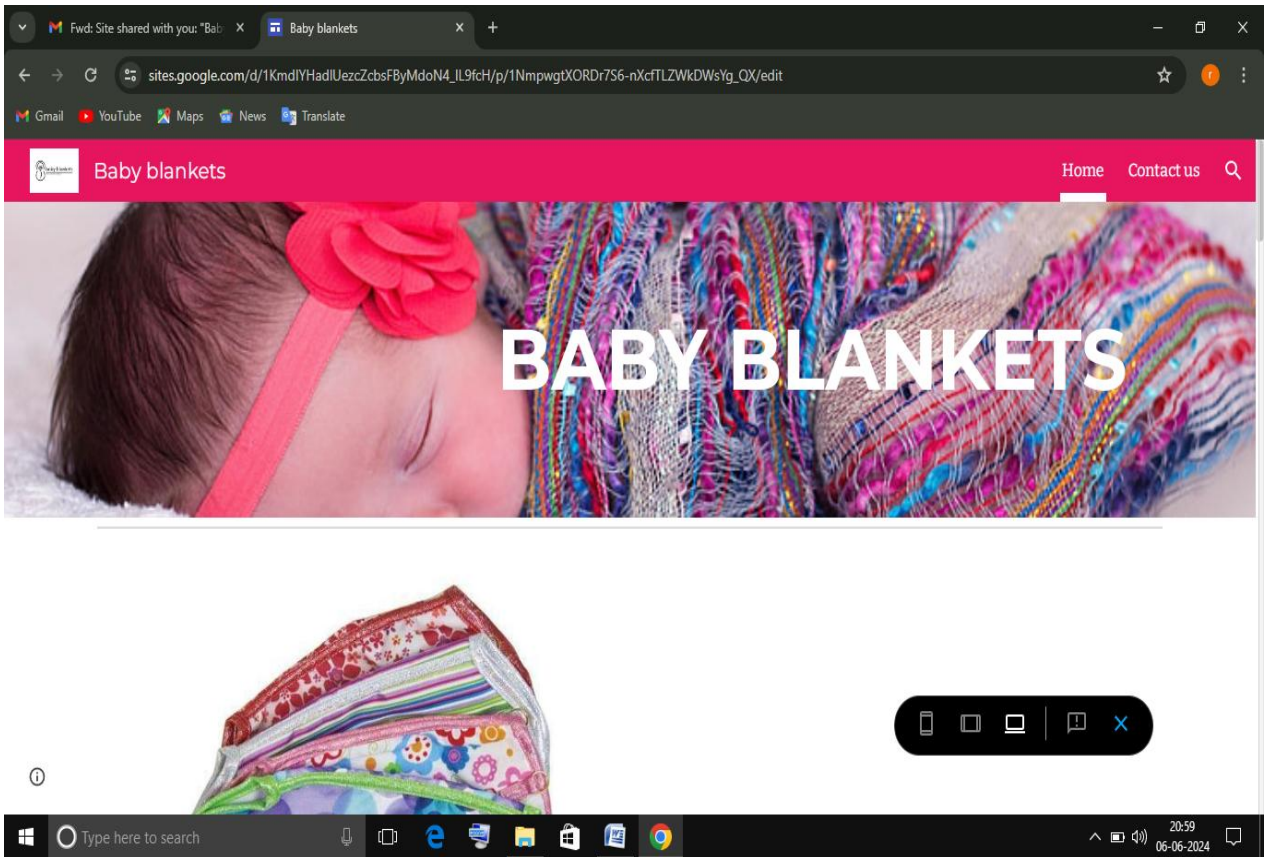 Fwd: Site shared with you: "Bab
Baby blankets
sites.google.com/d/1KmdlYHadlUezcZcbsFByMdoN4_IL9fcH/p/1NmpwgtXORDr7S6-nXcfTLZWkDWsYg_QX/edit
r
Gmail YouTube Maps News Translate
Baby blankets
Home Contact us
BABY BLANKETS
Type here to search
20:59
06-06-2024